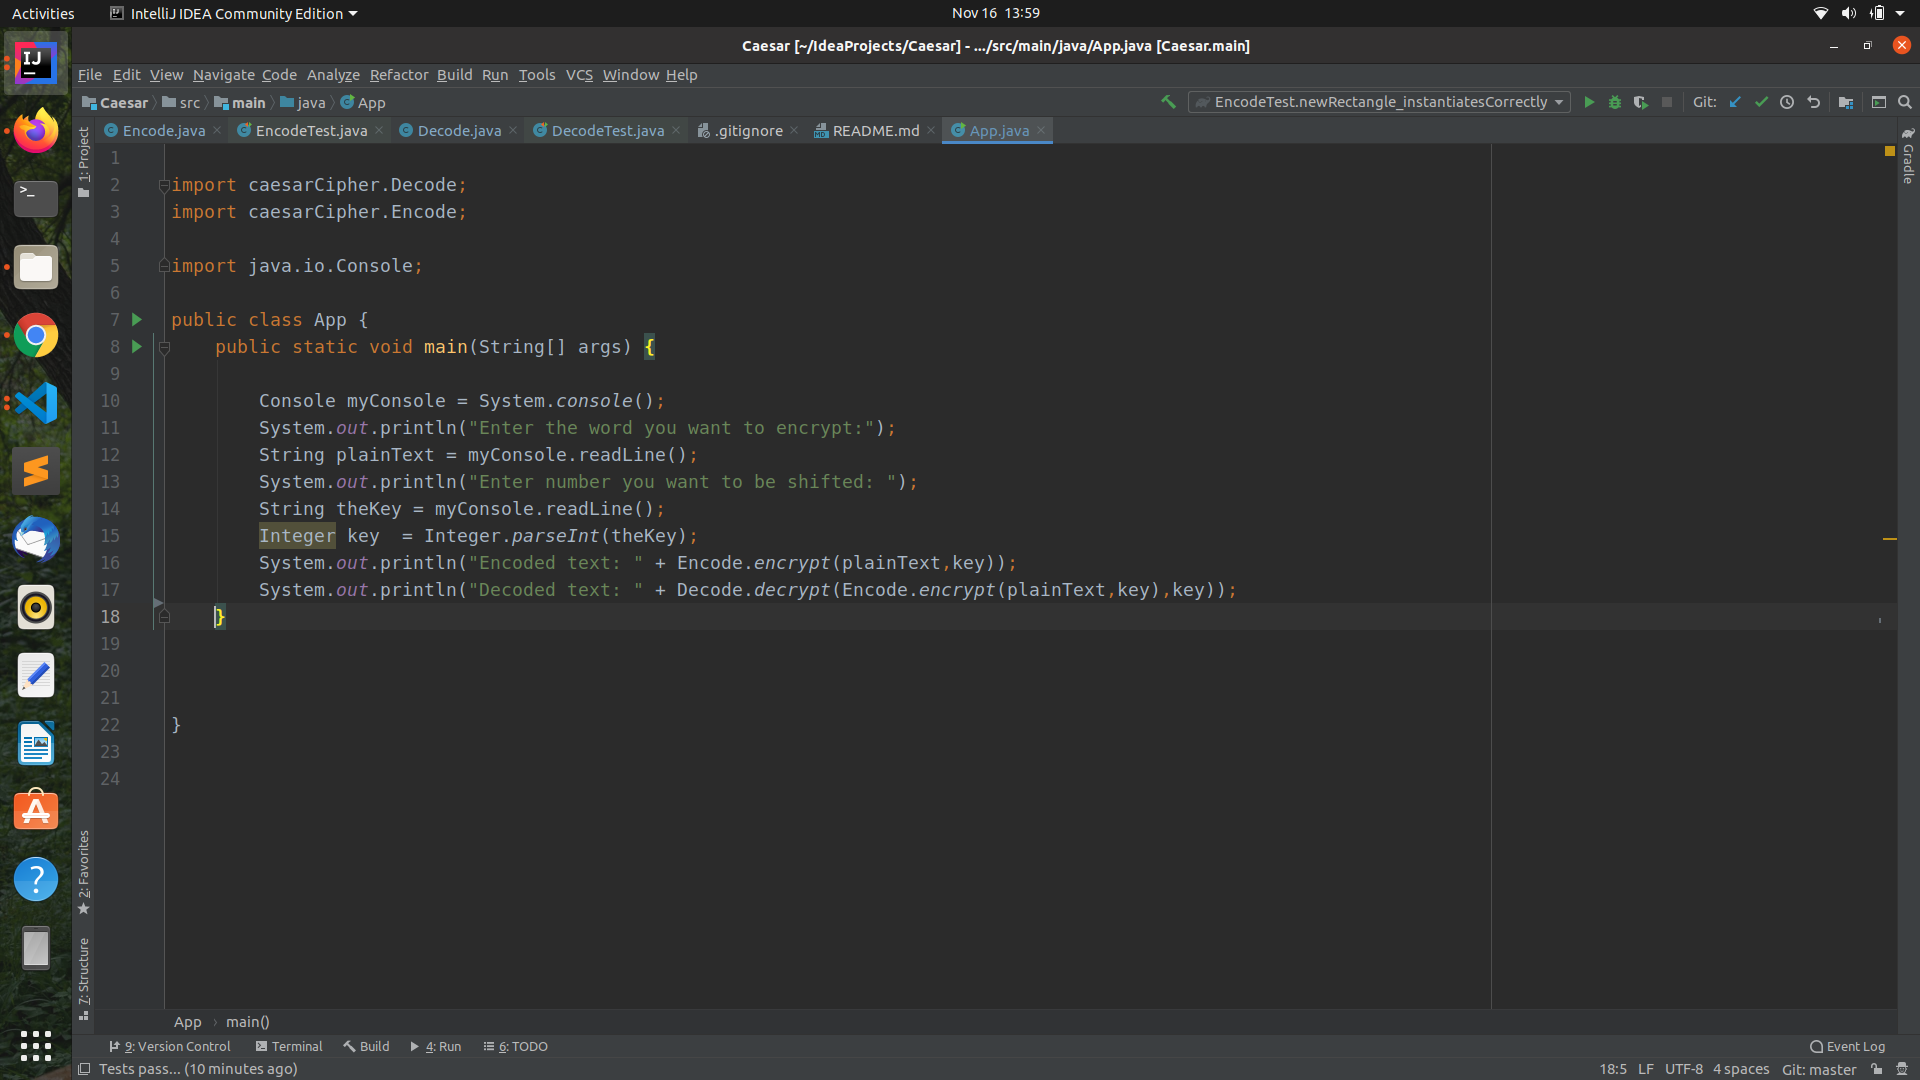 Activities IntelliJ IDEA Community Edition Nov 16 13:59
Caesar [~/IdeaProjects/Caesar] - .../src/main/java/App.java [Caesar.main]
File Edit View Navigate Code Analyze Refactor Build Run Tools VCS Window Help
Caesar src main java App EncodeTest.newRectangle_instantiatesCorrectly Git:
Encode.java EncodeTest.java Decode.java DecodeTest.java .gitignore README.md App.java
1: Project
Gradle
1
2 import caesarCipher.Decode;
3 import caesarCipher.Encode;
4
5 import java.io.Console;
6
7 public class App {
8 public static void main(String[] args) {
9
10 Console myConsole = System.console();
11 System.out.println("Enter the word you want to encrypt:");
12 String plainText = myConsole.readLine();
13 System.out.println("Enter number you want to be shifted: ");
14 String theKey = myConsole.readLine();
15 Integer key  = Integer.parseInt(theKey);
16 System.out.println("Encoded text: " + Encode.encrypt(plainText,key));
17 System.out.println("Decoded text: " + Decode.decrypt(Encode.encrypt(plainText,key),key));
18 }
19
20
21
22 }
23
24
2: Favorites
7: Structure
App main()
9: Version Control Terminal Build 4: Run 6: TODO Event Log
Tests pass... (10 minutes ago) 18:5 LF UTF-8 4 spaces Git: master